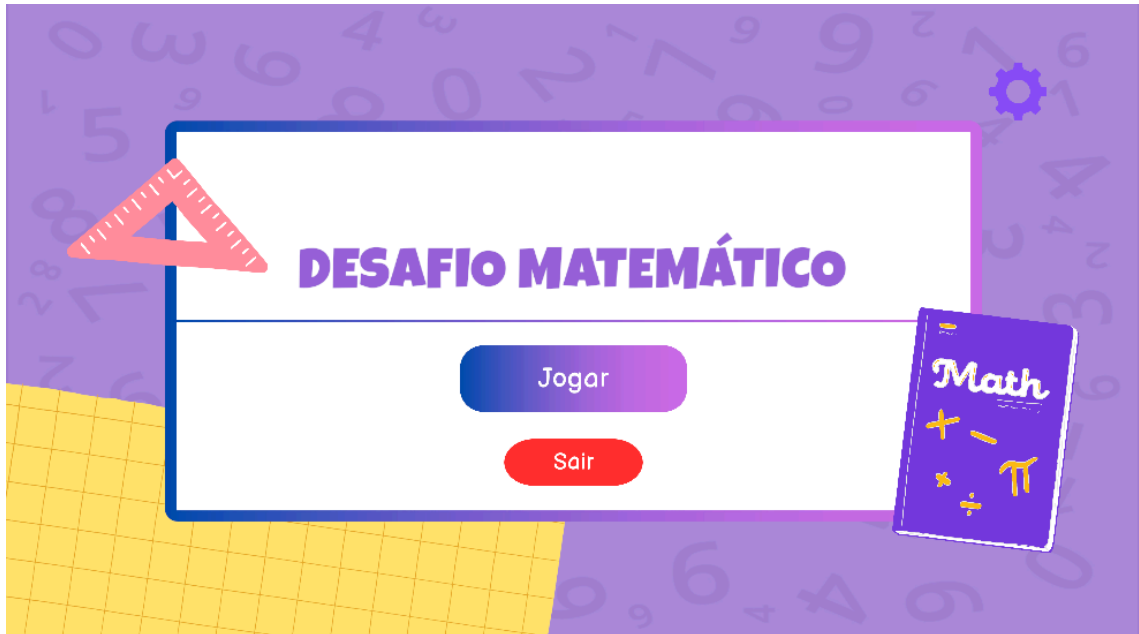 DESAFIO MATEMÁTICO
Jogar
Sair
Math
+ −
× π
÷